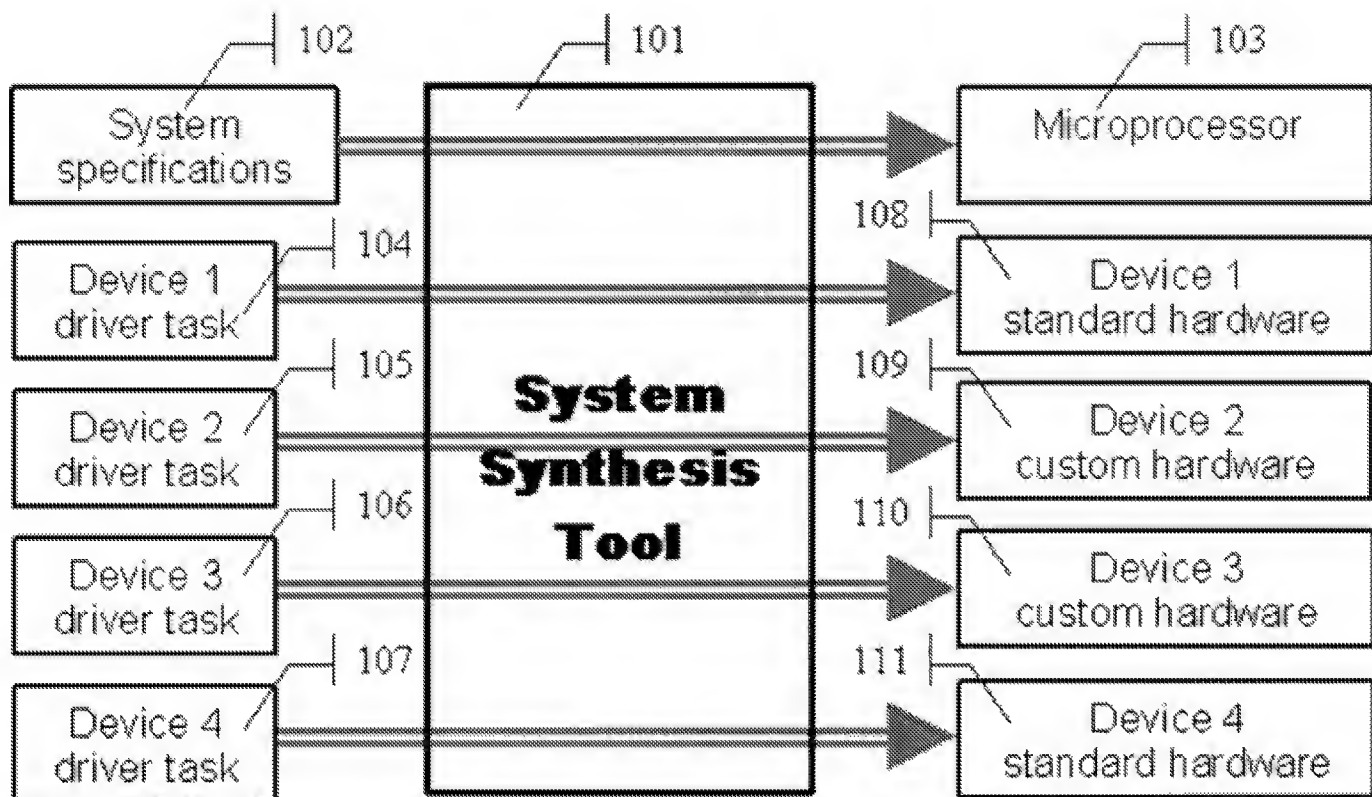 102
101
103
System
specifications
Microprocessor
104
108
Device 1
driver task
Device 1
standard hardware
105
109
Device 2
driver task
System
Synthesis
Tool
Device 2
custom hardware
106
110
Device 3
driver task
Device 3
custom hardware
107
111
Device 4
driver task
Device 4
standard hardware